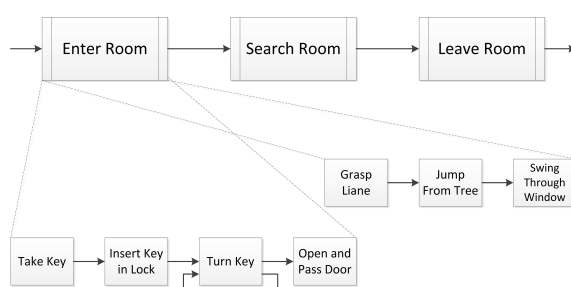 Enter Room
Search Room
Leave Room
Grasp
Liane
Jump
From Tree
Swing
Through
Window
Take Key
Insert Key
in Lock
Turn Key
Open and
Pass Door